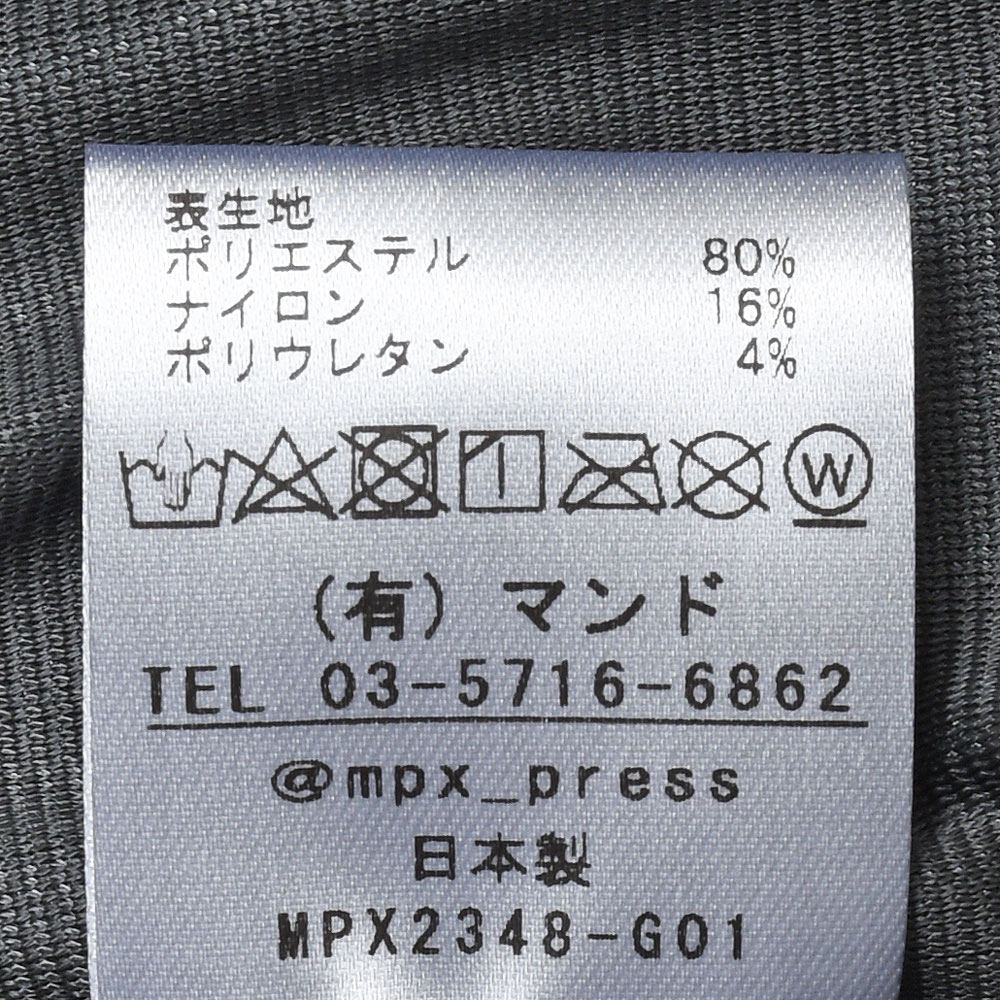 表生地
ポリエステル 80%
ナイロン 16%
ポリウレタン 4%
W
(有) マンド
TEL 03-5716-6862
@mpx_press
日本製
MPX2348-G01